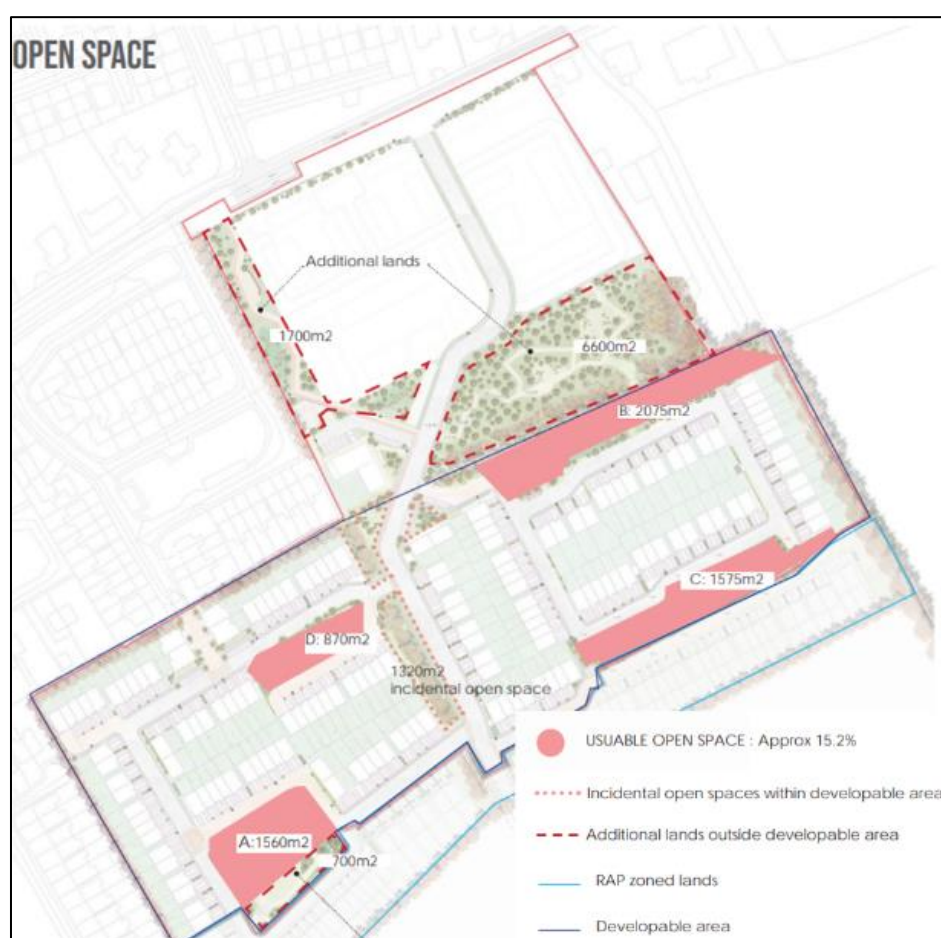 OPEN SPACE
Additional lands
1700m2
6600m2
B: 2075m2
C: 1575m2
D: 870m2
1320m2
incidental open space
A:1560m2
700m2
USUABLE OPEN SPACE : Approx 15.2%
Incidental open spaces within developable area
Additional lands outside developable area
RAP zoned lands
Developable area